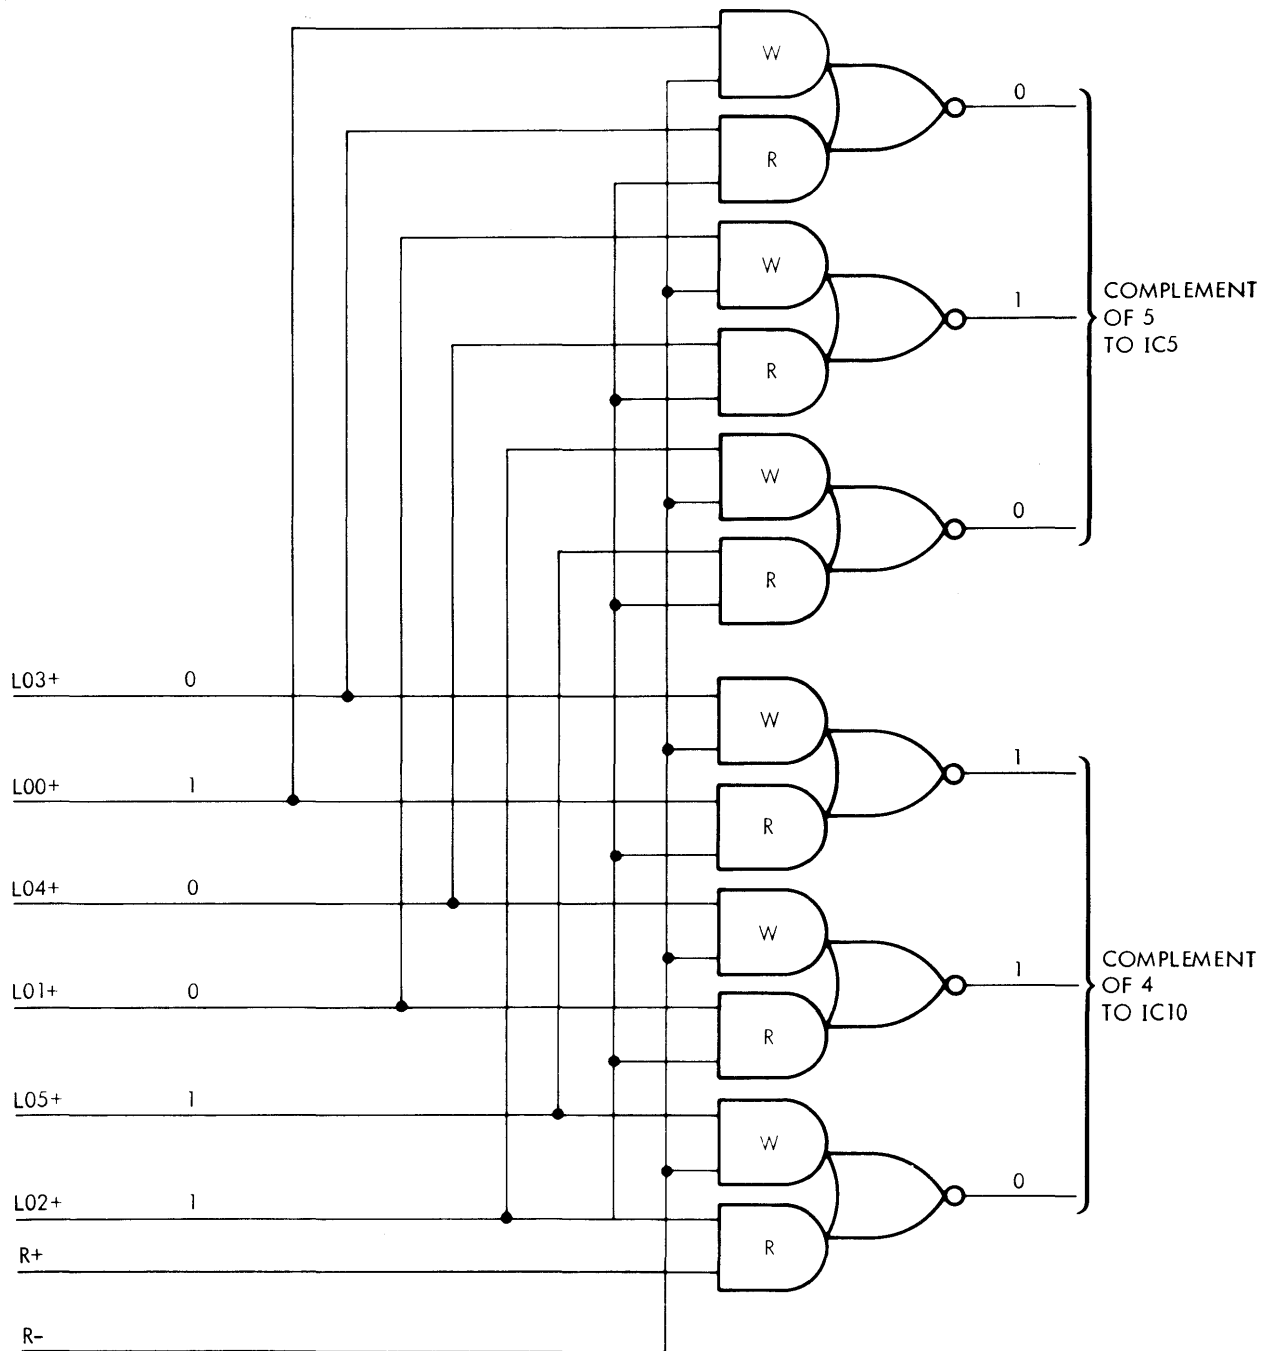 W
0
R
W
1
COMPLEMENT
OF 5
TO IC5
R
W
0
R
L03+ 0
W
1
L00+ 1
R
L04+ 0
W
1
COMPLEMENT
OF 4
TO IC10
L01+ 0
R
L05+ 1
W
0
L02+ 1
R
R+
R-